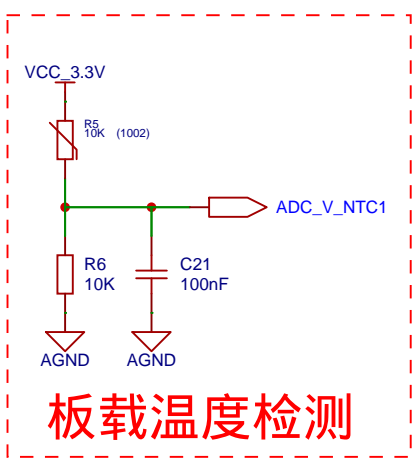 VCC_3.3V
R5
10K (1002)
ADC_V_NTC1
R6
10K
C21
100nF
AGND
AGND
板载温度检测